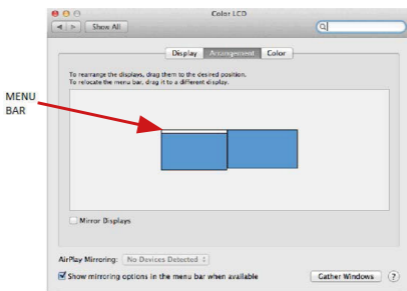 Color LCD
Show All
Display Arrangement Color
To rearrange the displays, drag them to the desired position.
To relocate the menu bar, drag it to a different display.
MENU
BAR
Mirror Displays
AirPlay Mirroring: No Devices Detected
Show mirroring options in the menu bar when available
Gather Windows ?